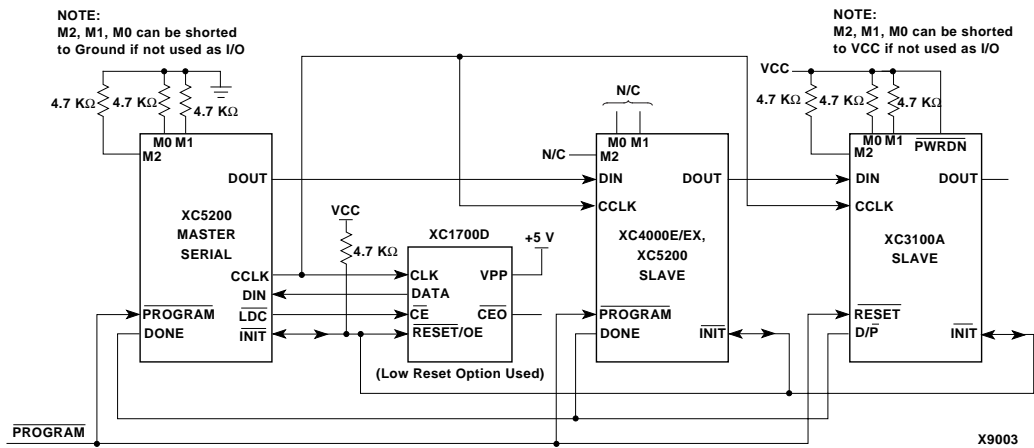 NOTE:
M2, M1, M0 can be shorted
to Ground if not used as I/O
NOTE:
M2, M1, M0 can be shorted
to VCC if not used as I/O
VCC
N/C
4.7 KΩ
4.7 KΩ
4.7 KΩ
4.7 KΩ
4.7 KΩ
4.7 KΩ
M0 M1
M2
DOUT
XC5200
MASTER
SERIAL
CCLK
DIN
LDC
INIT
PROGRAM
DONE
VCC
4.7 KΩ
XC1700D
+5 V
CLK
VPP
DATA
CE
CEO
RESET/OE
(Low Reset Option Used)
N/C
M0 M1
M2
DIN
DOUT
CCLK
XC4000E/EX,
XC5200
SLAVE
PROGRAM
DONE
INIT
M0 M1
PWRDN
M2
DIN
DOUT
CCLK
XC3100A
SLAVE
RESET
D/P
INIT
PROGRAM
X9003